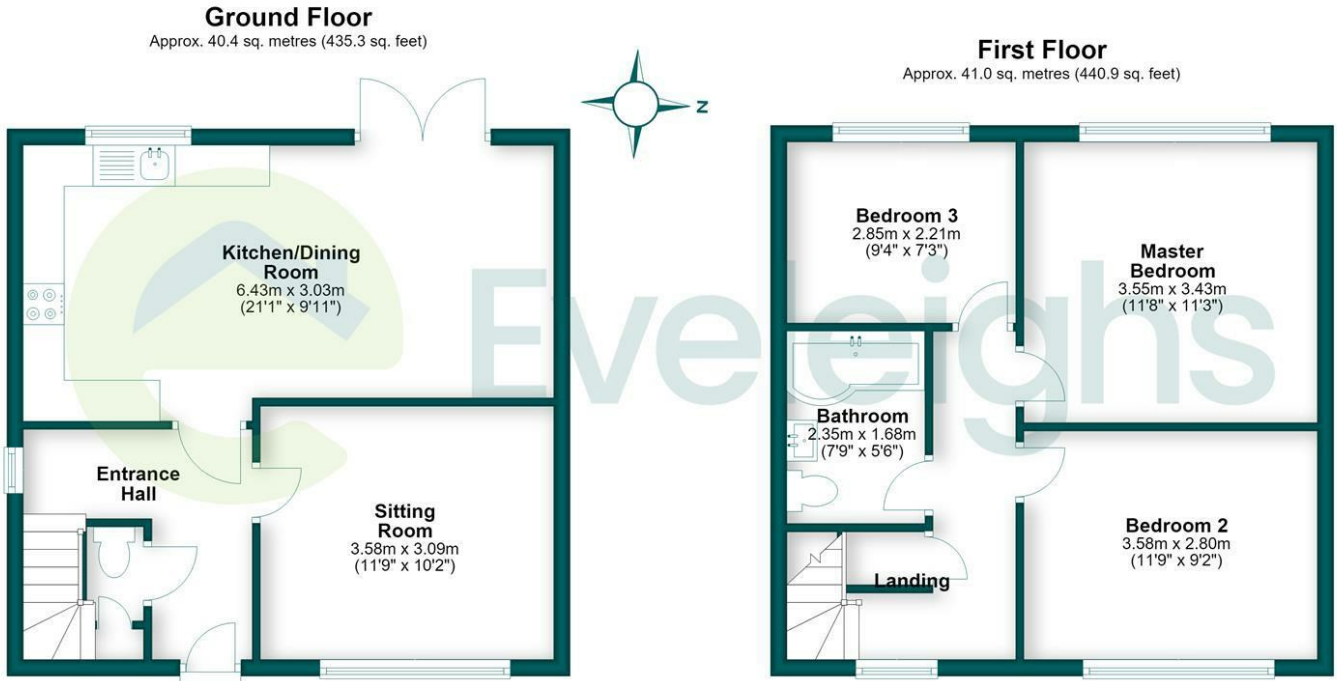 Ground Floor
Approx. 40.4 sq. metres (435.3 sq. feet)
N
Kitchen/Dining
Room
6.43m x 3.03m
(21'1" x 9'11")
Entrance
Hall
Sitting
Room
3.58m x 3.09m
(11'9" x 10'2")
First Floor
Approx. 41.0 sq. metres (440.9 sq. feet)
Bedroom 3
2.85m x 2.21m
(9'4" x 7'3")
Master
Bedroom
3.55m x 3.43m
(11'8" x 11'3")
Bathroom
2.35m x 1.68m
(7'9" x 5'6")
Bedroom 2
3.58m x 2.80m
(11'9" x 9'2")
Landing
Eveleighs